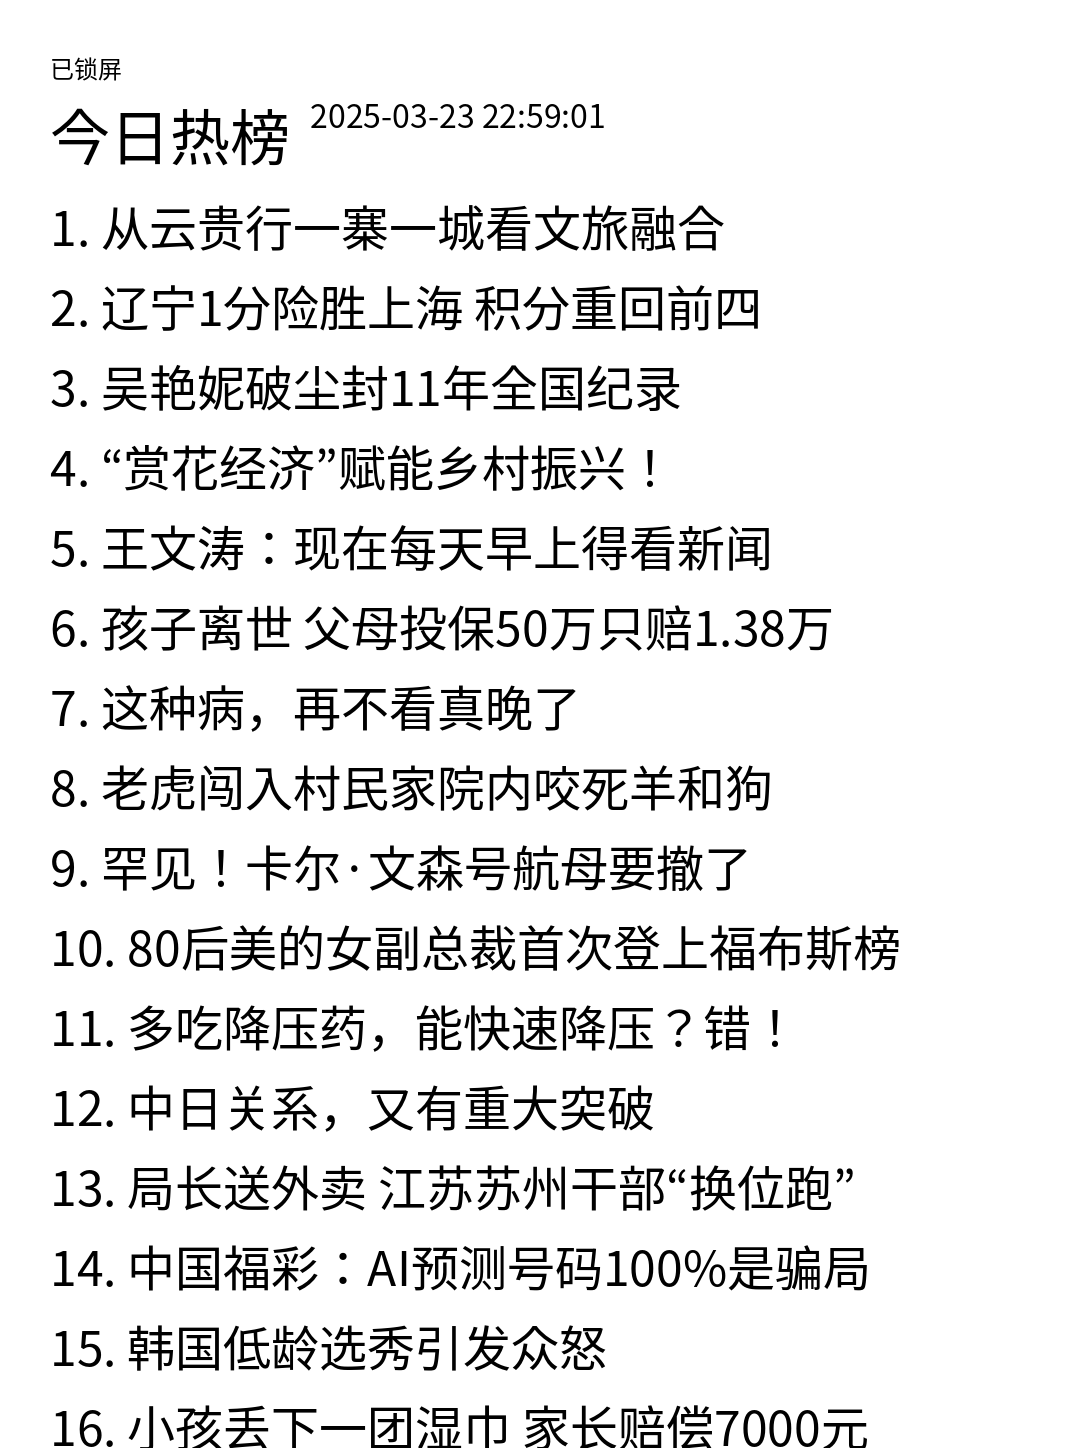 已锁屏
今日热榜 2025-03-23 22:59:01
1. 从云贵行一寨一城看文旅融合
2. 辽宁1分险胜上海 积分重回前四
3. 吴艳妮破尘封11年全国纪录
4. “赏花经济”赋能乡村振兴！
5. 王文涛：现在每天早上得看新闻
6. 孩子离世 父母投保50万只赔1.38万
7. 这种病，再不看真晚了
8. 老虎闯入村民家院内咬死羊和狗
9. 罕见！卡尔·文森号航母要撤了
10. 80后美的女副总裁首次登上福布斯榜
11. 多吃降压药，能快速降压？错！
12. 中日关系，又有重大突破
13. 局长送外卖 江苏苏州干部“换位跑”
14. 中国福彩：AI预测号码100%是骗局
15. 韩国低龄选秀引发众怒
16. 小孩丢下一团湿巾 家长赔偿7000元